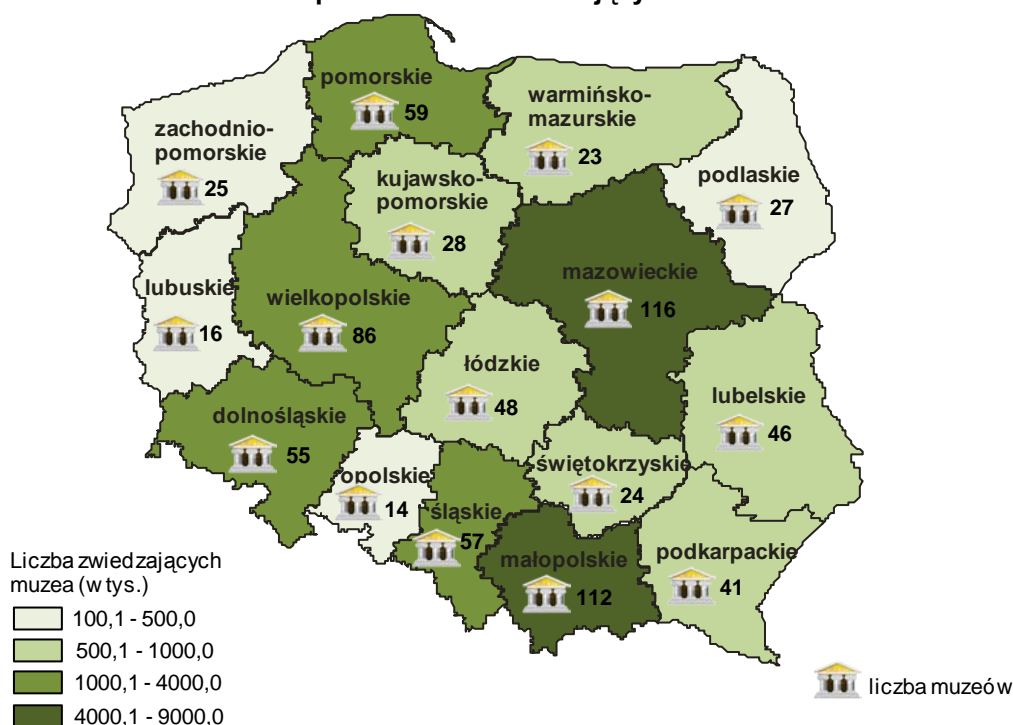 pomorskie
59
warmińsko-
mazurskie
23
zachodnio-
pomorskie
25
kujawsko-
pomorskie
28
podlaskie
27
mazowieckie
116
lubuskie
16
wielkopolskie
86
łódzkie
48
lubelskie
46
dolnośląskie
55
opolskie
14
śląskie
57
świętokrzyskie
24
małopolskie
112
podkarpackie
41
Liczba zwiedzających
muzea (w tys.)
100,1 - 500,0
500,1 - 1000,0
1000,1 - 4000,0
4000,1 - 9000,0
liczba muzeów